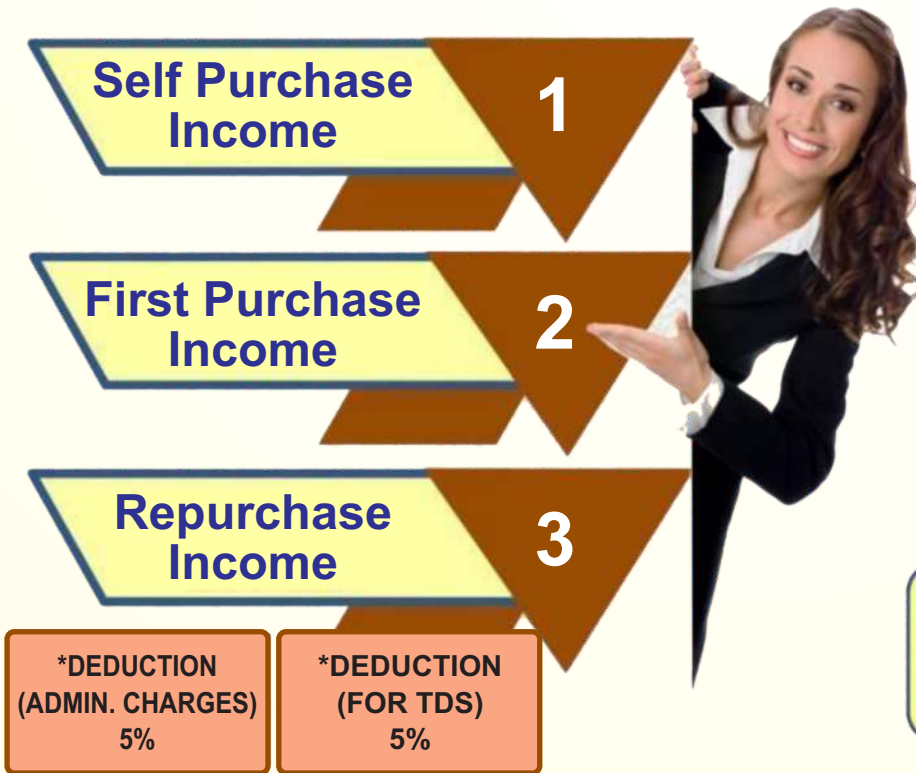 Self Purchase
Income
1
First Purchase
Income
2
Repurchase
Income
3
*DEDUCTION
(ADMIN. CHARGES)
5%
*DEDUCTION
(FOR TDS)
5%